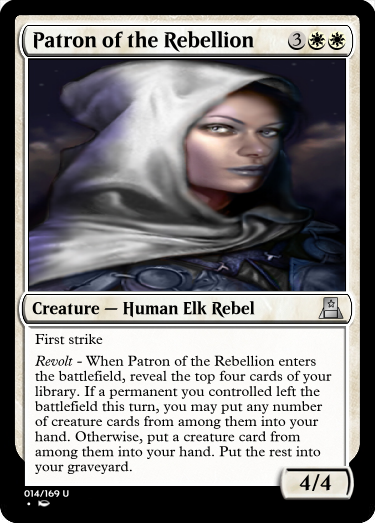 Patron of the Rebellion 3
Creature — Human Elk Rebel
First strike
Revolt - When Patron of the Rebellion enters
the battlefield, reveal the top four cards of your
library. If a permanent you controlled left the
battlefield this turn, you may put any number
of creature cards from among them into your
hand. Otherwise, put a creature card from
among them into your hand. Put the rest into
your graveyard.
4/4
014/169 U